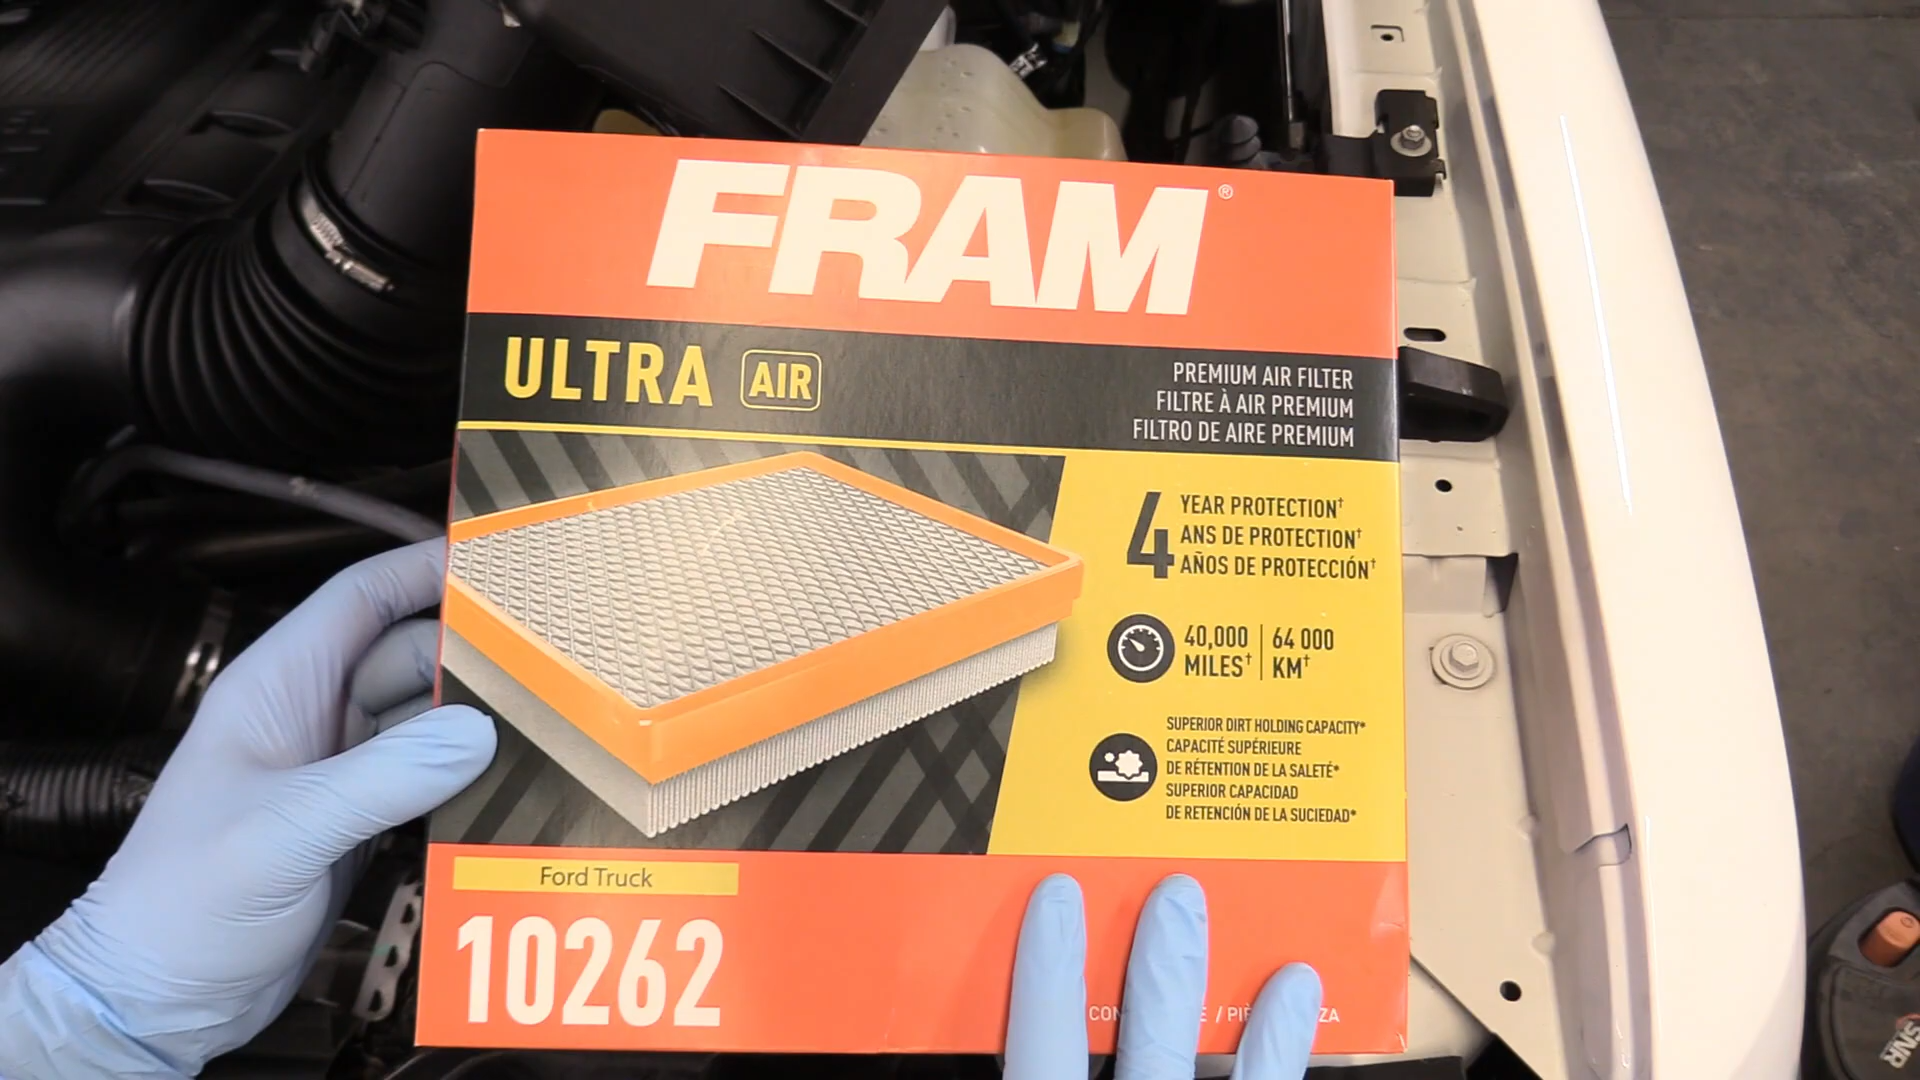 FRAM®
ULTRA AIR
PREMIUM AIR FILTER
FILTRE À AIR PREMIUM
FILTRO DE AIRE PREMIUM
4 YEAR PROTECTION†
ANS DE PROTECTION†
AÑOS DE PROTECCIÓN†
40,000 MILES† | 64 000 KM†
SUPERIOR DIRT HOLDING CAPACITY*
CAPACITÉ SUPÉRIEURE
DE RÉTENTION DE LA SALETÉ*
SUPERIOR CAPACIDAD
DE RETENCIÓN DE LA SUCIEDAD*
Ford Truck
10262